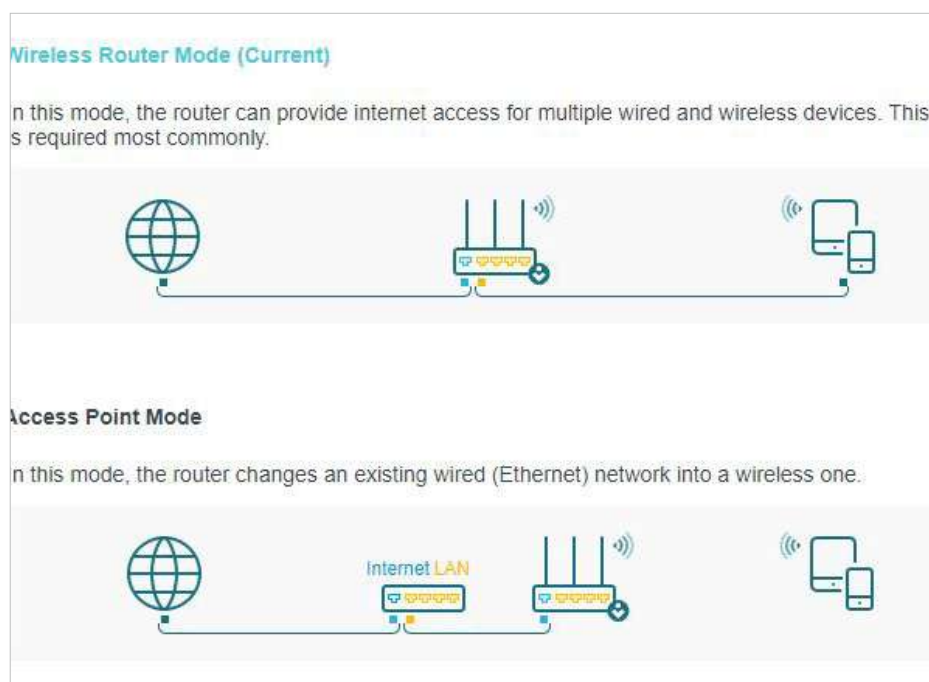 Wireless Router Mode (Current)
n this mode, the router can provide internet access for multiple wired and wireless devices. This
s required most commonly.
Access Point Mode
n this mode, the router changes an existing wired (Ethernet) network into a wireless one.
Internet LAN